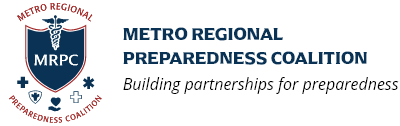 METRO REGIONAL
MRPC
PREPAREDNESS COALITION
METRO REGIONAL
PREPAREDNESS COALITION
Building partnerships for preparedness